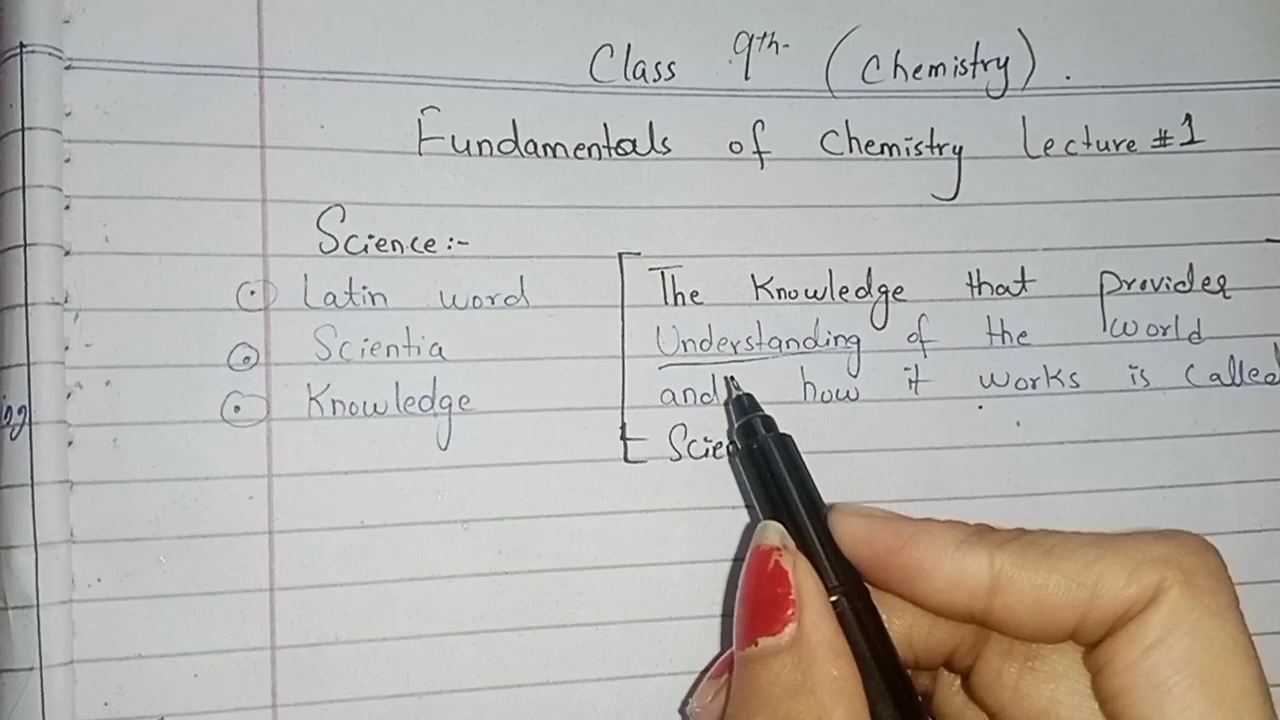 Class 9th (Chemistry).
Fundamentals of Chemistry Lecture #1
Science:-
Latin word
Scientia
Knowledge
The Knowledge that provides
Understanding of the world
and how it works is called